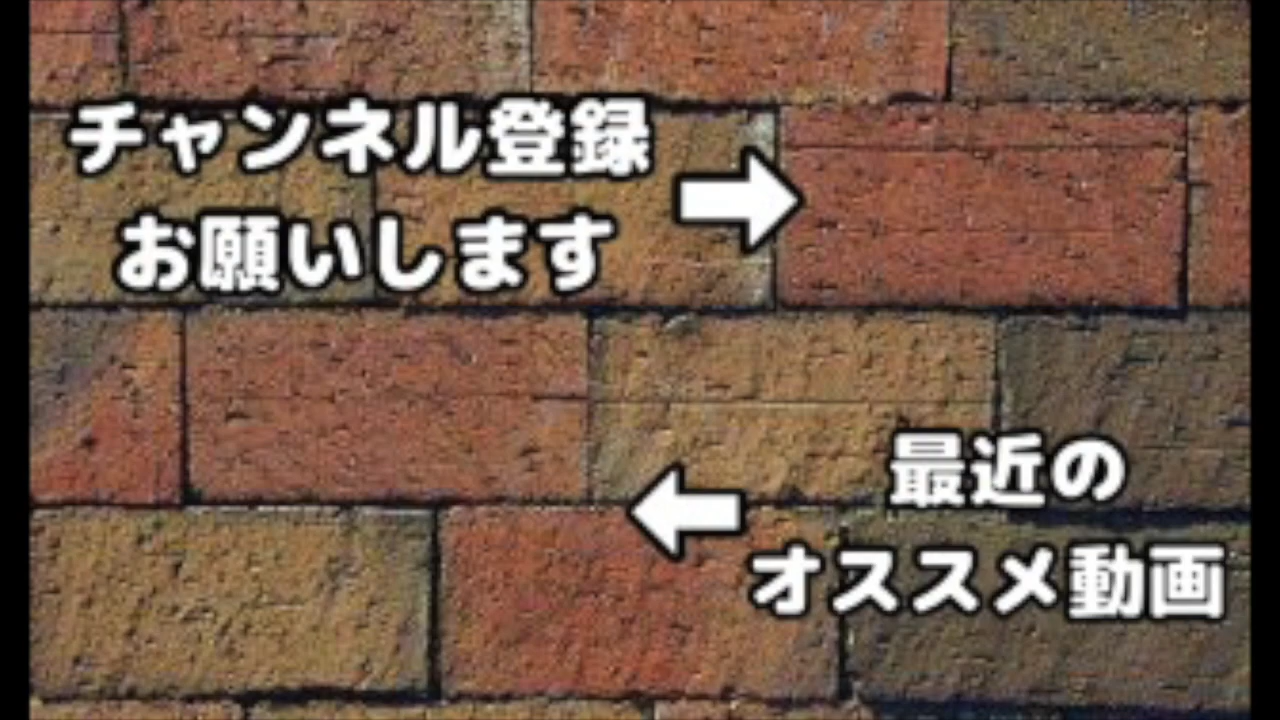 チャンネル登録
お願いします
最近の
オススメ動画